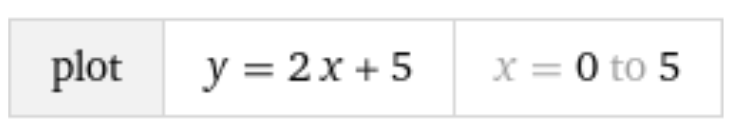 plot y = 2 x + 5 x = 0 to 5